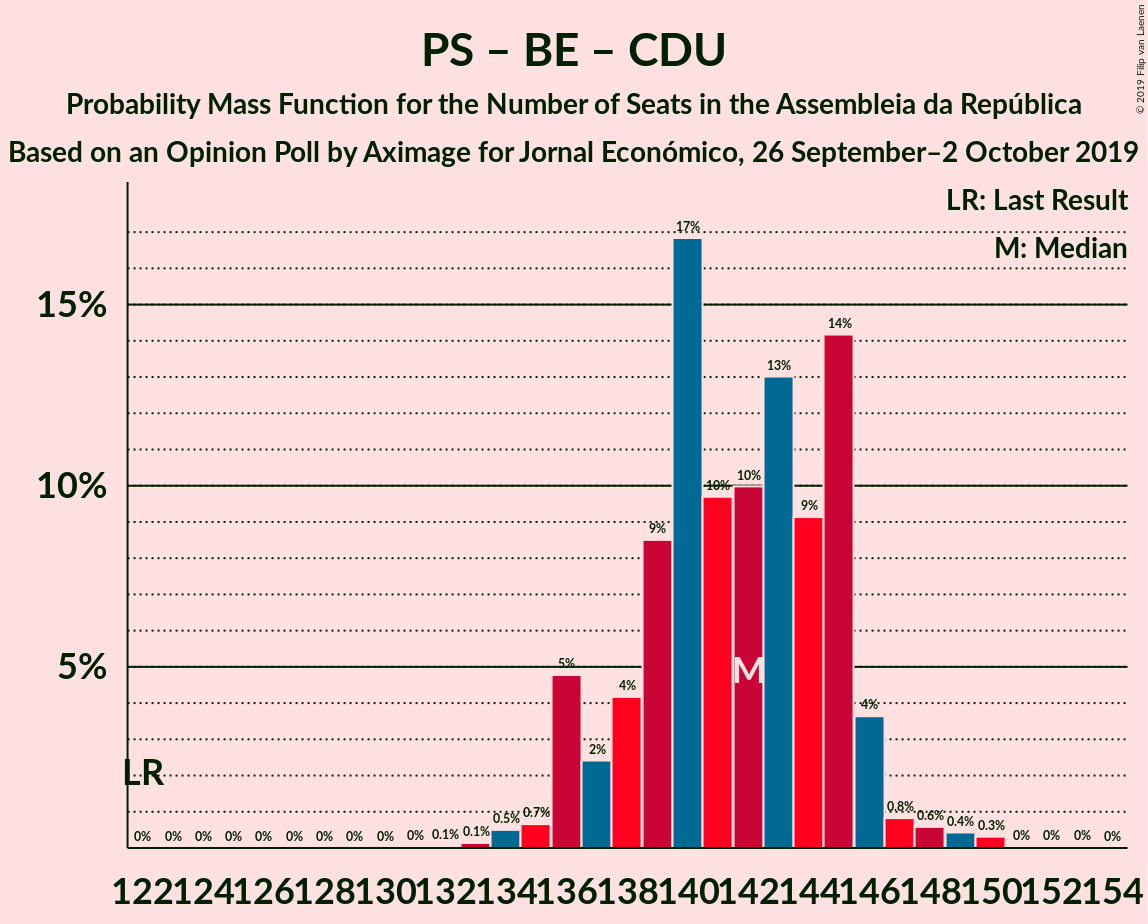 PS – BE – CDU
Probability Mass Function for the Number of Seats in the Assembleia da República
Based on an Opinion Poll by Aximage for Jornal Económico, 26 September–2 October 2019
© 2019 Filip van Laenen
LR: Last Result
M: Median
17%
15%
14%
13%
10%
10%
10%
9%
9%
5%
5%
4%
4%
2%
M
LR
0% 0% 0% 0% 0% 0% 0% 0% 0% 0% 0.1% 0.1% 0.5% 0.7% 0.8% 0.6% 0.4% 0.3% 0% 0% 0% 0%
122 124 126 128 130 132 134 136 138 140 142 144 146 148 150 152 154